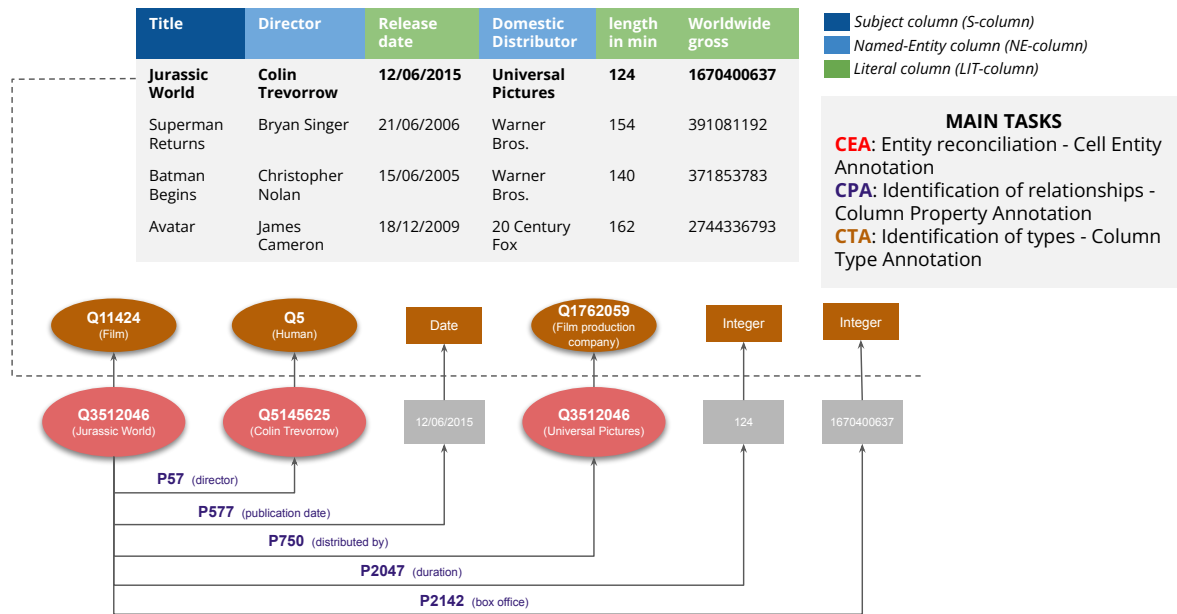 Title Director Release date Domestic Distributor length in min Worldwide gross
Jurassic World Colin Trevorrow 12/06/2015 Universal Pictures 124 1670400637
Superman Returns Bryan Singer 21/06/2006 Warner Bros. 154 391081192
Batman Begins Christopher Nolan 15/06/2005 Warner Bros. 140 371853783
Avatar James Cameron 18/12/2009 20 Century Fox 162 2744336793
Subject column (S-column)
Named-Entity column (NE-column)
Literal column (LIT-column)
MAIN TASKS
CEA: Entity reconciliation - Cell Entity
Annotation
CPA: Identification of relationships -
Column Property Annotation
CTA: Identification of types - Column
Type Annotation
Q11424
(Film)
Q5
(Human)
Date
Q1762059
(Film production
company)
Integer
Integer
Q3512046
(Jurassic World)
Q5145625
(Colin Trevorrow)
12/06/2015
Q3512046
(Universal Pictures)
124
1670400637
P57 (director)
P577 (publication date)
P750 (distributed by)
P2047 (duration)
P2142 (box office)